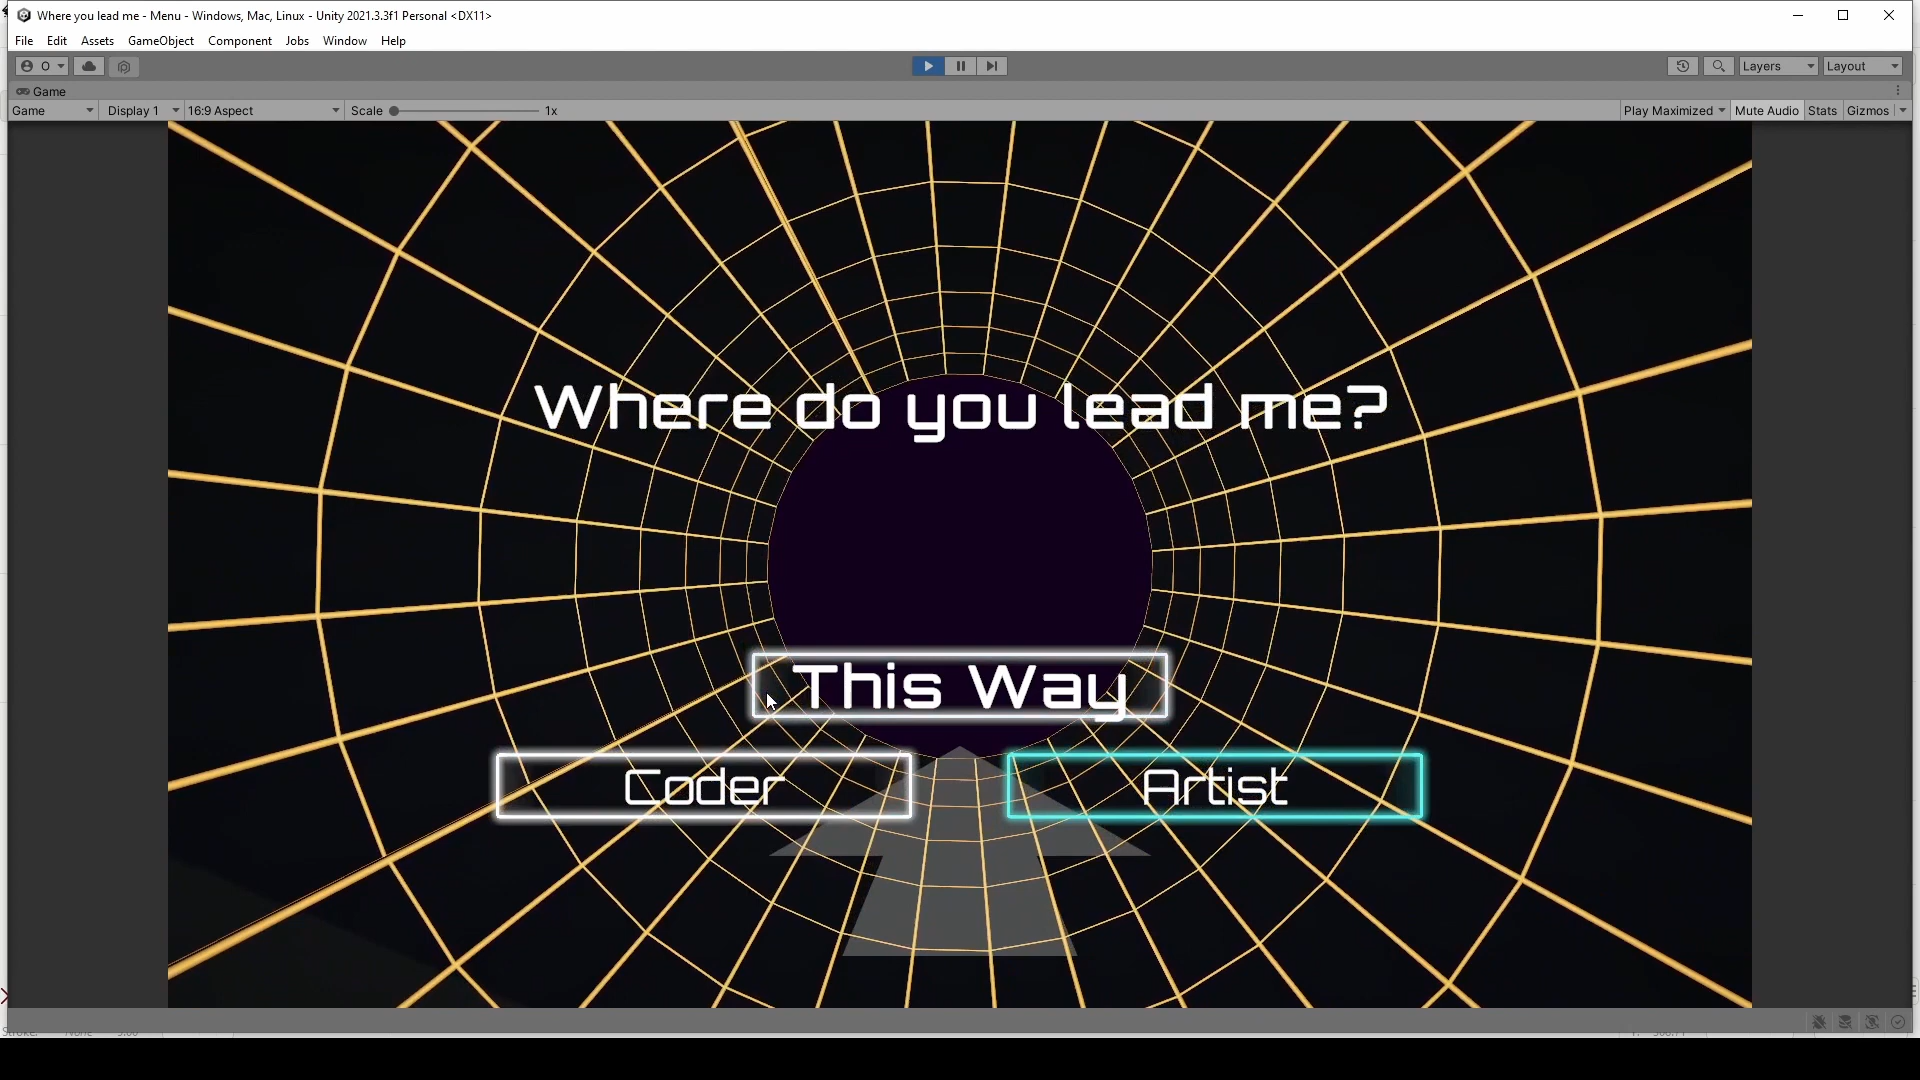 Where you lead me - Menu - Windows, Mac, Linux - Unity 2021.3.3f1 Personal <DX11>
File Edit Assets GameObject Component Jobs Window Help
O Layers Layout
Game
Game Display 1 16:9 Aspect Scale 1x Play Maximized Mute Audio Stats Gizmos
Where do you lead me?
This Way
Coder Artist